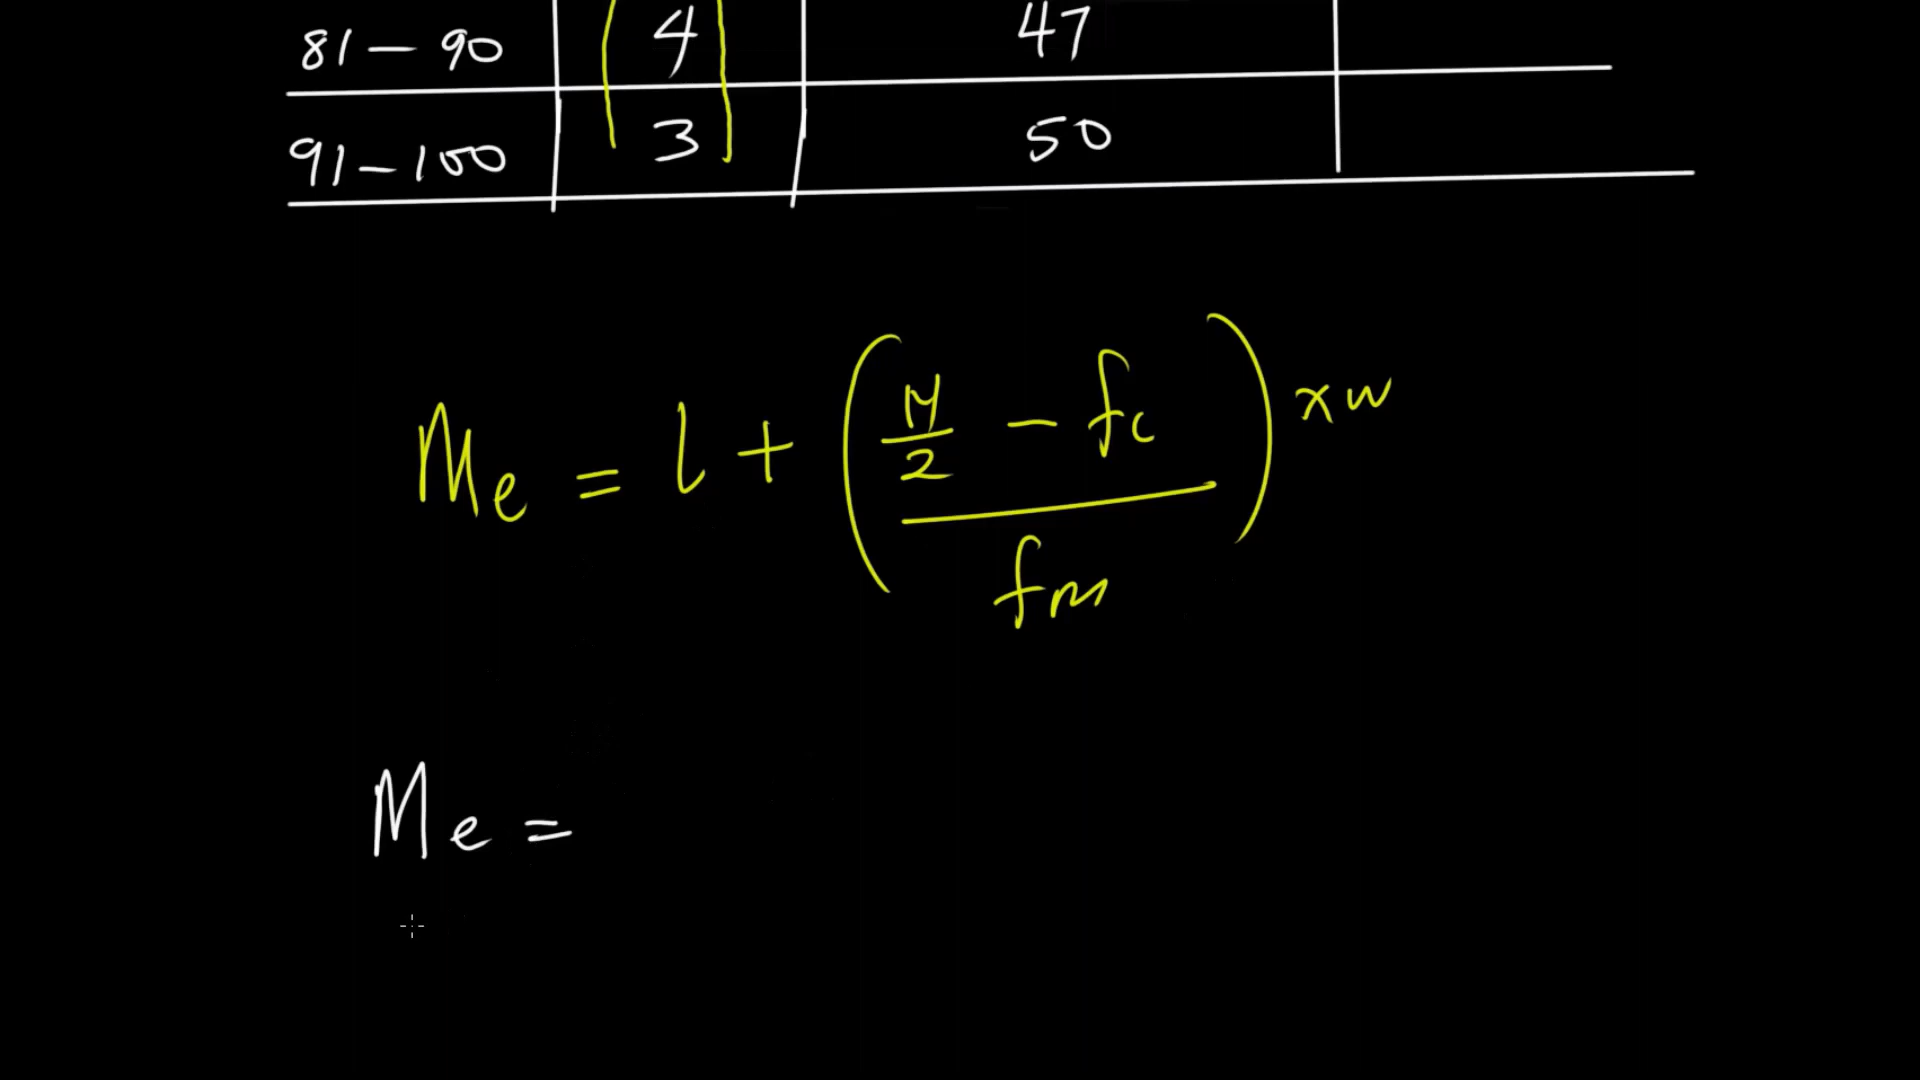 81 – 90 4 47
91 – 100 3 50
Me = l + ( (N/2 – fc) / fm ) x w
Me =